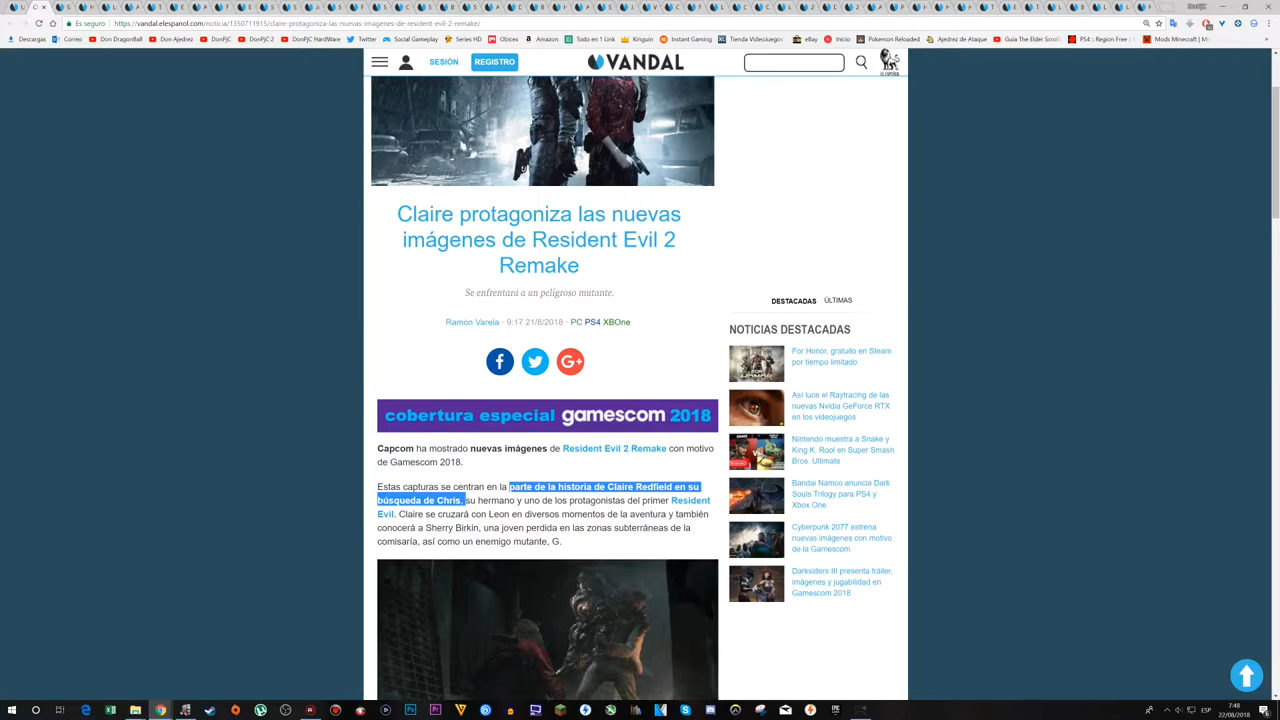 Es seguro https://vandal.elespanol.com/noticia/1350711915/claire-protagoniza-las-nuevas-imagenes-de-resident-evil-2-remake/
Descargas Correo Don DragonBall Don Ajedrez DonPjC DonPjC 2 DonPjC HardWare Twitter Social Gameplay Series HD Obicex Amazon Todo en 1 Link Kinguin Instant Gaming Tienda VideoJuegos eBay Inicio Pokemon Reloaded Ajedrez de Ataque Guia The Elder Scroll PS4 :: Region Free :: Mods Minecraft
SESIÓN REGISTRO VANDAL
EL ESPAÑOL
Claire protagoniza las nuevas
imágenes de Resident Evil 2
Remake
Se enfrentará a un peligroso mutante.
Ramón Varela · 9:17 21/8/2018 · PC PS4 XBOne
cobertura especial gamescom 2018
Capcom ha mostrado nuevas imágenes de Resident Evil 2 Remake con motivo
de Gamescom 2018.
Estas capturas se centran en la parte de la historia de Claire Redfield en su
búsqueda de Chris, su hermano y uno de los protagonistas del primer Resident
Evil. Claire se cruzará con Leon en diversos momentos de la aventura y también
conocerá a Sherry Birkin, una joven perdida en las zonas subterráneas de la
comisaría, así como un enemigo mutante, G.
DESTACADAS ÚLTIMAS
NOTICIAS DESTACADAS
For Honor, gratuito en Steam
por tiempo limitado
Así luce el Raytracing de las
nuevas Nvidia GeForce RTX
en los videojuegos
Nintendo muestra a Snake y
King K. Rool en Super Smash
Bros. Ultimate
Bandai Namco anuncia Dark
Souls Trilogy para PS4 y
Xbox One
Cyberpunk 2077 estrena
nuevas imágenes con motivo
de la Gamescom
Darksiders III presenta tráiler,
imágenes y jugabilidad en
Gamescom 2018
ESP
7:48
22/08/2018